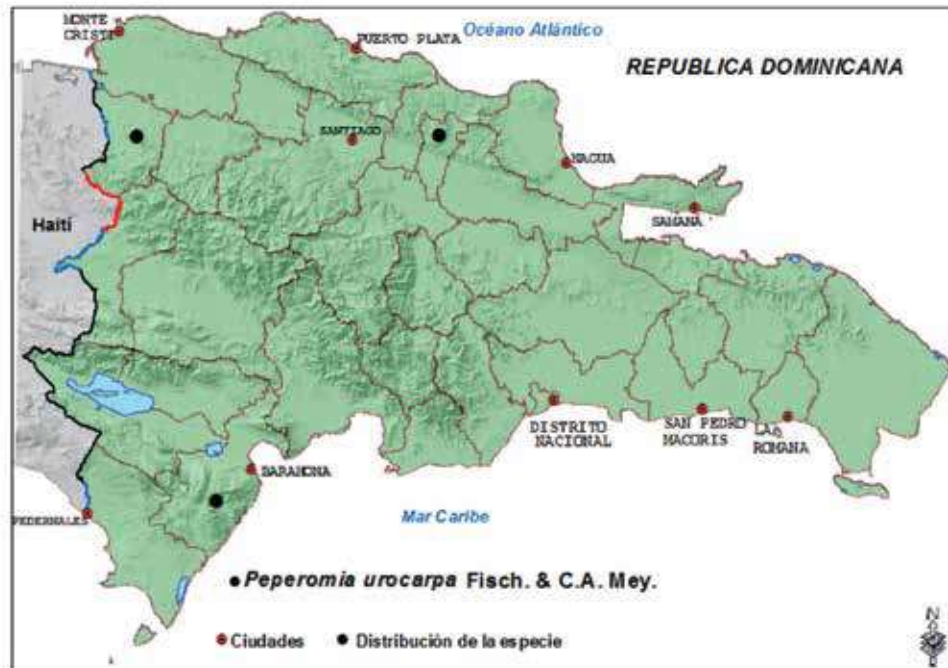 MONTE
CRISTI
Océano Atlántico
PUERTO PLATA
REPUBLICA DOMINICANA
SANTIAGO
NAGUA
Haití
SAMANA
DISTRITO
NACIONAL
SAN PEDRO
MACORIS
LA
ROMANA
BARAHONA
PEDERNALES
Mar Caribe
Peperomia urocarpa Fisch. & C.A. Mey.
Ciudades
Distribución de la especie